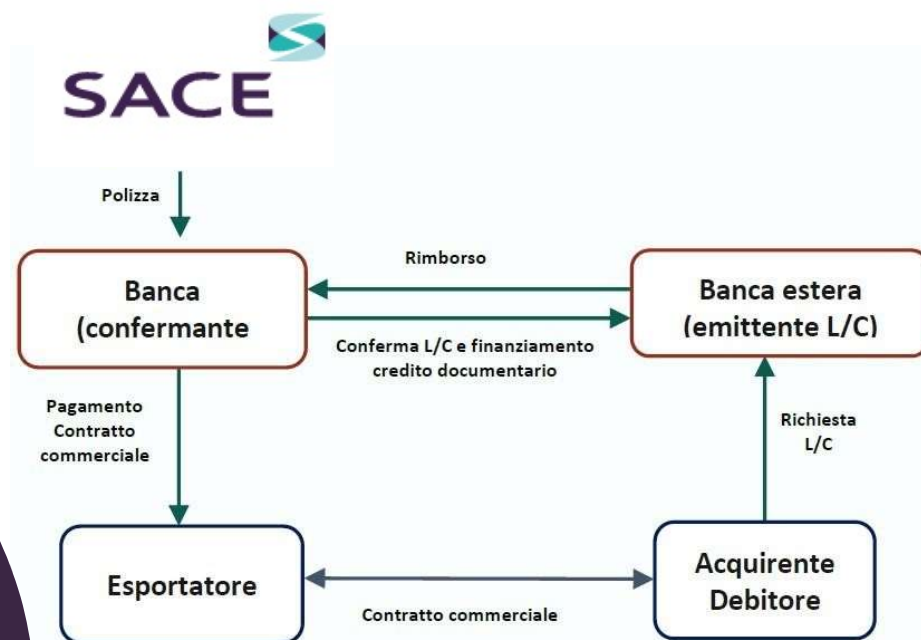 SACE
Polizza
Banca
(confermante
Rimborso
Banca estera
(emittente L/C)
Conferma L/C e finanziamento
credito documentario
Pagamento
Contratto
commerciale
Richiesta
L/C
Esportatore
Contratto commerciale
Acquirente
Debitore